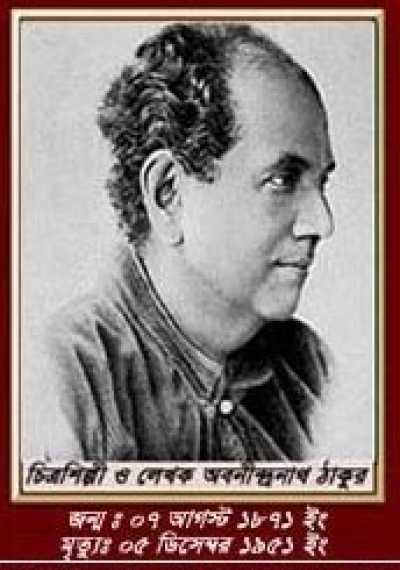 চিত্রশিল্পী ও লেখক অবনীন্দ্রনাথ ঠাকুর
জন্ম : ০৭ আগস্ট ১৮৭১ ইং
মৃত্যুঃ ০৫ ডিসেম্বর ১৯৫১ ইং